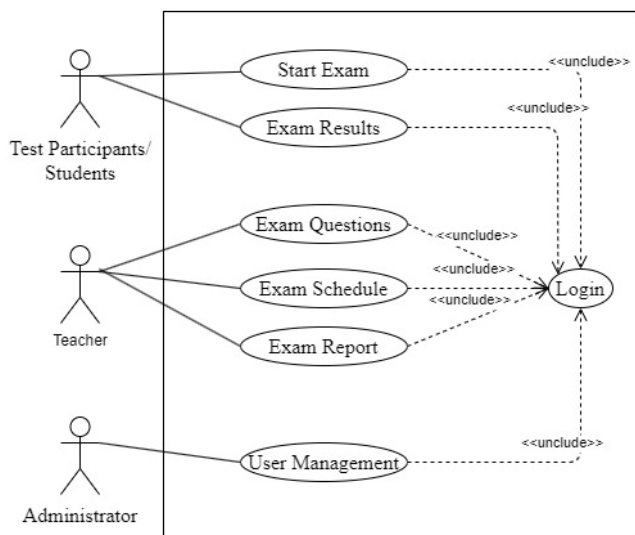 <<unclude>>
Start Exam
<<unclude>>
Exam Results
Test Participants/
Students
Exam Questions
<<unclude>>
Exam Schedule
<<unclude>>
Login
<<unclude>>
Teacher
Exam Report
<<unclude>>
User Management
Administrator